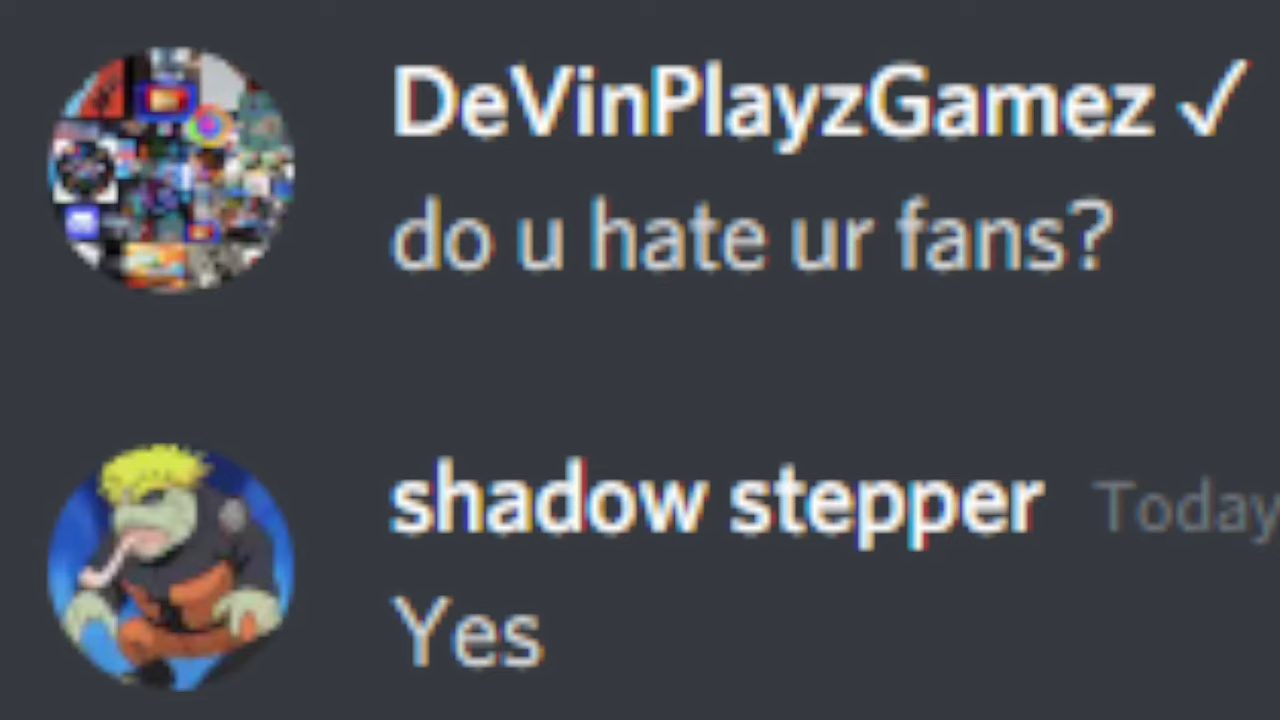 DeVinPlayzGamez ✓
do u hate ur fans?
shadow stepper Today
Yes